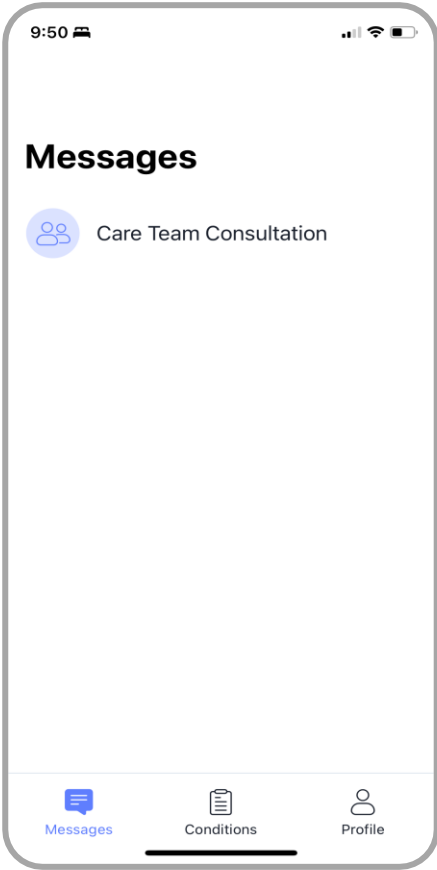 9:50
Messages
Care Team Consultation
Messages
Conditions
Profile